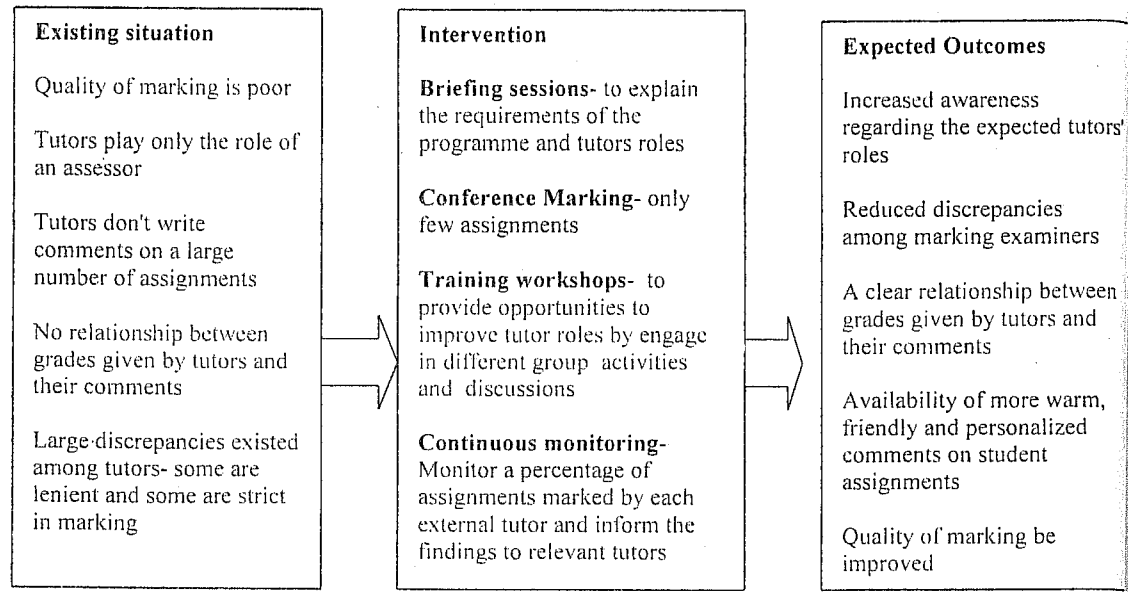 Existing situation
Quality of marking is poor
Tutors play only the role of
an assessor
Tutors don't write
comments on a large
number of assignments
No relationship between
grades given by tutors and
their comments
Large discrepancies existed
among tutors- some are
lenient and some are strict
in marking
Intervention
Briefing sessions- to explain
the requirements of the
programme and tutors roles
Conference Marking- only
few assignments
Training workshops- to
provide opportunities to
improve tutor roles by engage
in different group activities
and discussions
Continuous monitoring-
Monitor a percentage of
assignments marked by each
external tutor and inform the
findings to relevant tutors
Expected Outcomes
Increased awareness
regarding the expected tutors'
roles
Reduced discrepancies
among marking examiners
A clear relationship between
grades given by tutors and
their comments
Availability of more warm,
friendly and personalized
comments on student
assignments
Quality of marking be
improved